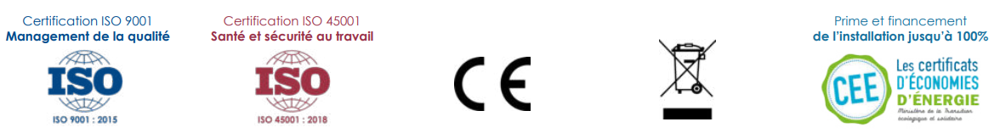 Certification ISO 9001
Management de la qualité
ISO
ISO 9001 : 2015
Certification ISO 45001
Santé et sécurité au travail
ISO
ISO 45001 : 2018
CE
Prime et financement
de l'installation jusqu'à 100%
CEE
Les certificats
D'ÉCONOMIES
D'ÉNERGIE
Ministère de la Transition
écologique et solidaire